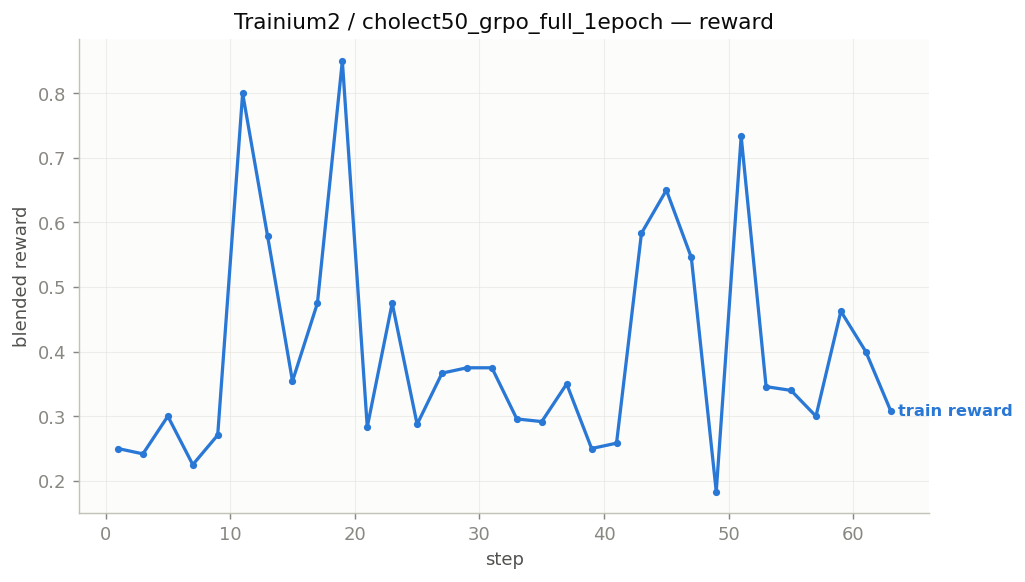 Trainium2 / cholect50_grpo_full_1epoch — reward
blended reward
0.8
0.7
0.6
0.5
0.4
0.3
0.2
train reward
0 10 20 30 40 50 60
step